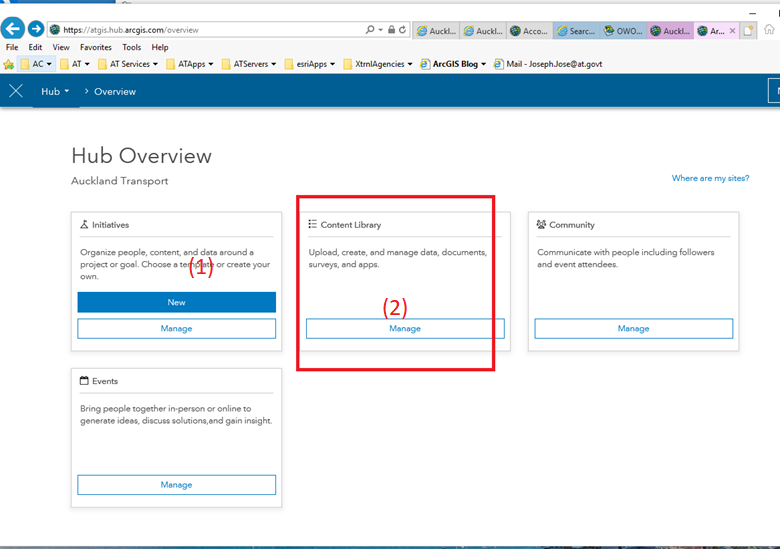 https://atgis.hub.arcgis.com/overview
Auckl...
Auckl...
Acco...
Searc...
OWO...
Auckl...
Ar...
File Edit View Favorites Tools Help
AC AT AT Services ATApps ATServers esriApps XtrnlAgencies ArcGIS Blog Mail - Joseph.Jose@at.govt
Hub > Overview
Hub Overview
Auckland Transport
Where are my sites?
Initiatives
Organize people, content, and data around a
project or goal. Choose a template or create your
own.
(1)
New
Manage
Content Library
Upload, create, and manage data, documents,
surveys, and apps.
(2)
Manage
Community
Communicate with people including followers
and event attendees.
Manage
Events
Bring people together in-person or online to
generate ideas, discuss solutions,and gain insight.
Manage